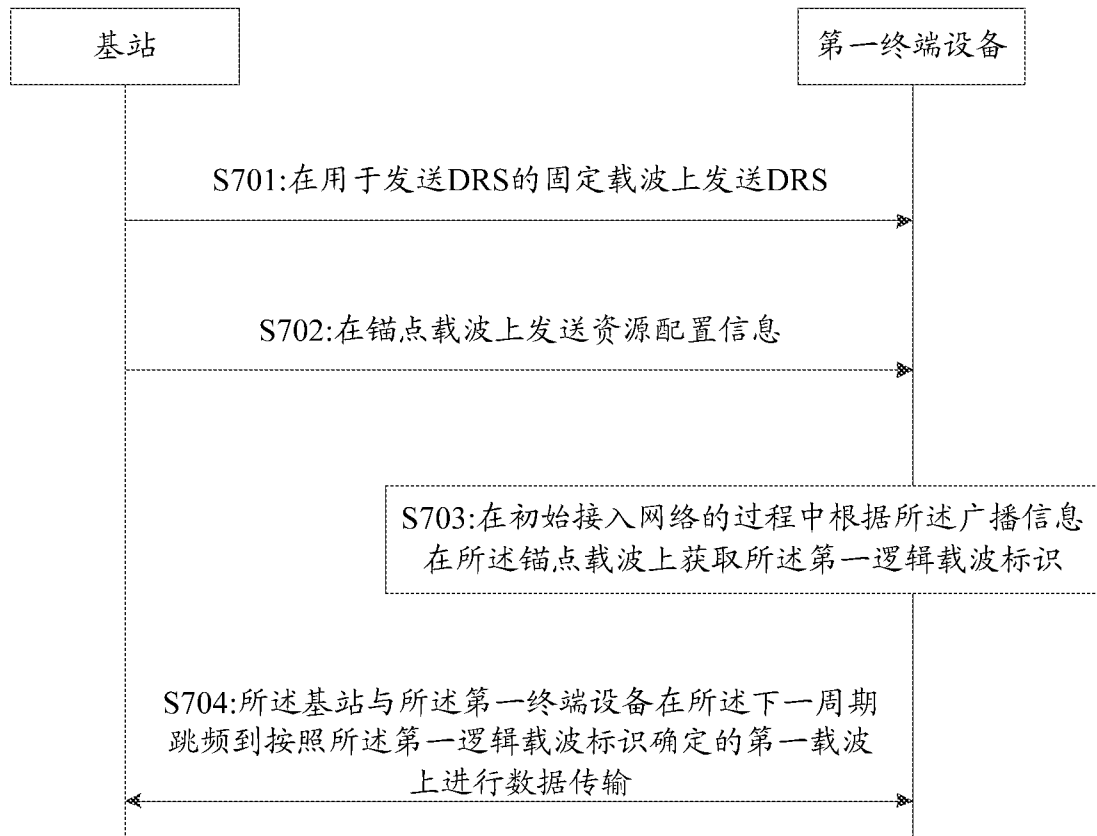 基站
第一终端设备
S701:在用于发送DRS的固定载波上发送DRS
S702:在锚点载波上发送资源配置信息
S703:在初始接入网络的过程中根据所述广播信息
在所述锚点载波上获取所述第一逻辑载波标识
S704:所述基站与所述第一终端设备在所述下一周期
跳频到按照所述第一逻辑载波标识确定的第一载波
上进行数据传输